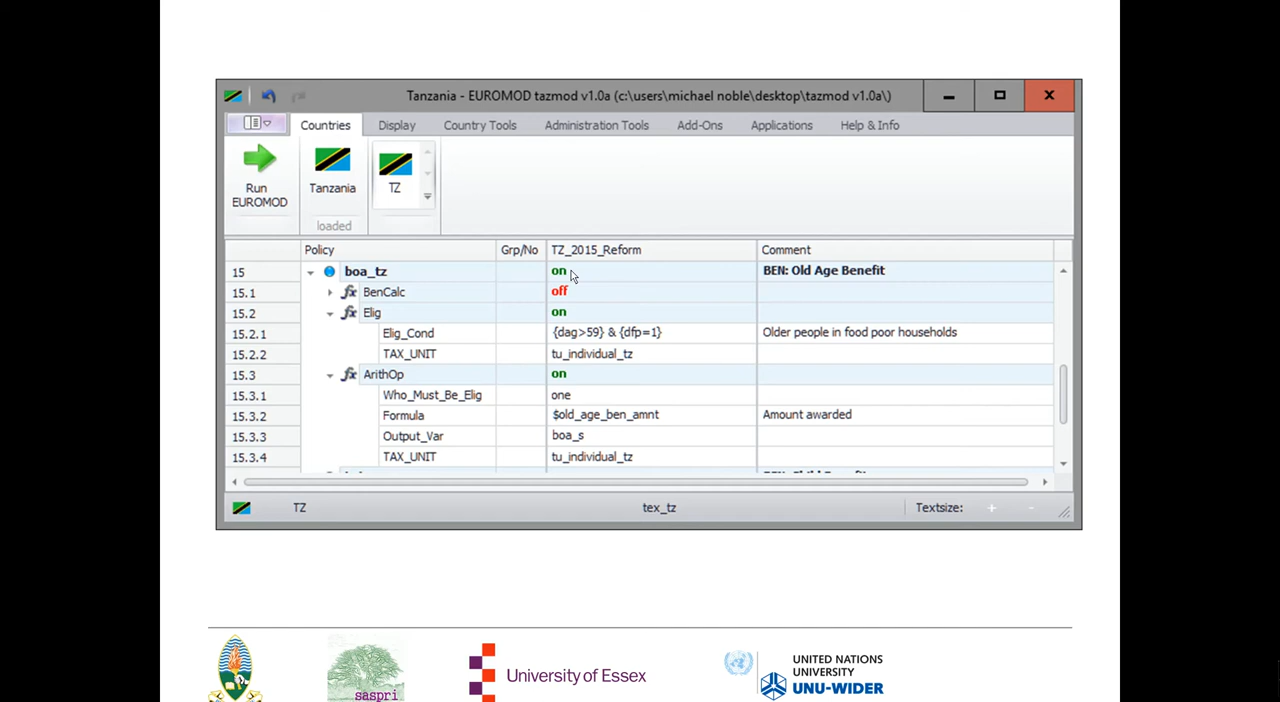 Tanzania - EUROMOD tazmod v1.0a (c:\users\michael noble\desktop\tazmod v1.0a\)
Countries Display Country Tools Administration Tools Add-Ons Applications Help & Info
Run EUROMOD
Tanzania
TZ
loaded
Policy Grp/No TZ_2015_Reform Comment
15 boa_tz on BEN: Old Age Benefit
15.1 fx BenCalc off
15.2 fx Elig on
15.2.1 Elig_Cond {dag>59} & {dfp=1} Older people in food poor households
15.2.2 TAX_UNIT tu_individual_tz
15.3 fx ArithOp on
15.3.1 Who_Must_Be_Elig one
15.3.2 Formula $old_age_ben_amnt Amount awarded
15.3.3 Output_Var boa_s
15.3.4 TAX_UNIT tu_individual_tz
TZ tex_tz Textsize: + -
saspri
University of Essex
UNITED NATIONS
UNIVERSITY
UNU-WIDER